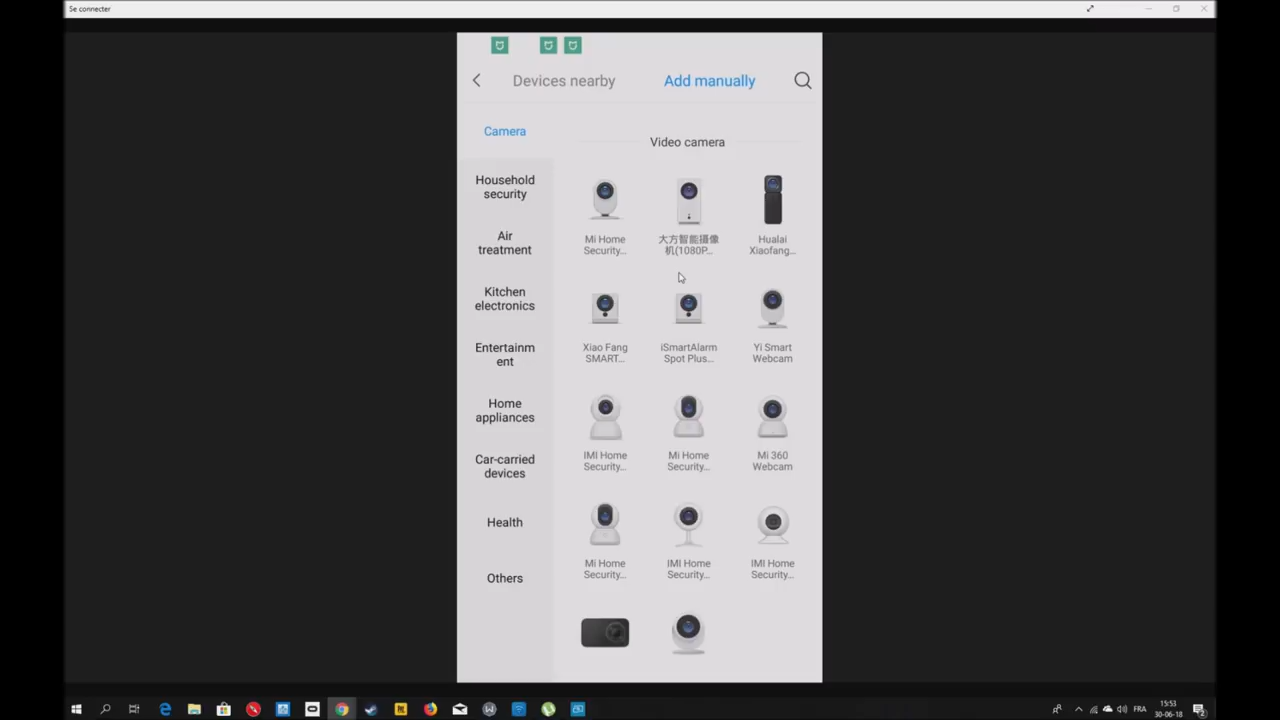 Se connecter
Devices nearby
Add manually
Camera
Household
security
Air
treatment
Kitchen
electronics
Entertainm
ent
Home
appliances
Car-carried
devices
Health
Others
Video camera
Mi Home
Security...
大方智能摄像
机(1080P...
Hualai
Xiaofang...
Xiao Fang
SMART...
iSmartAlarm
Spot Plus...
Yi Smart
Webcam
IMI Home
Security...
Mi Home
Security...
Mi 360
Webcam
Mi Home
Security...
IMI Home
Security...
IMI Home
Security...
FRA
15:53
30-06-18
2